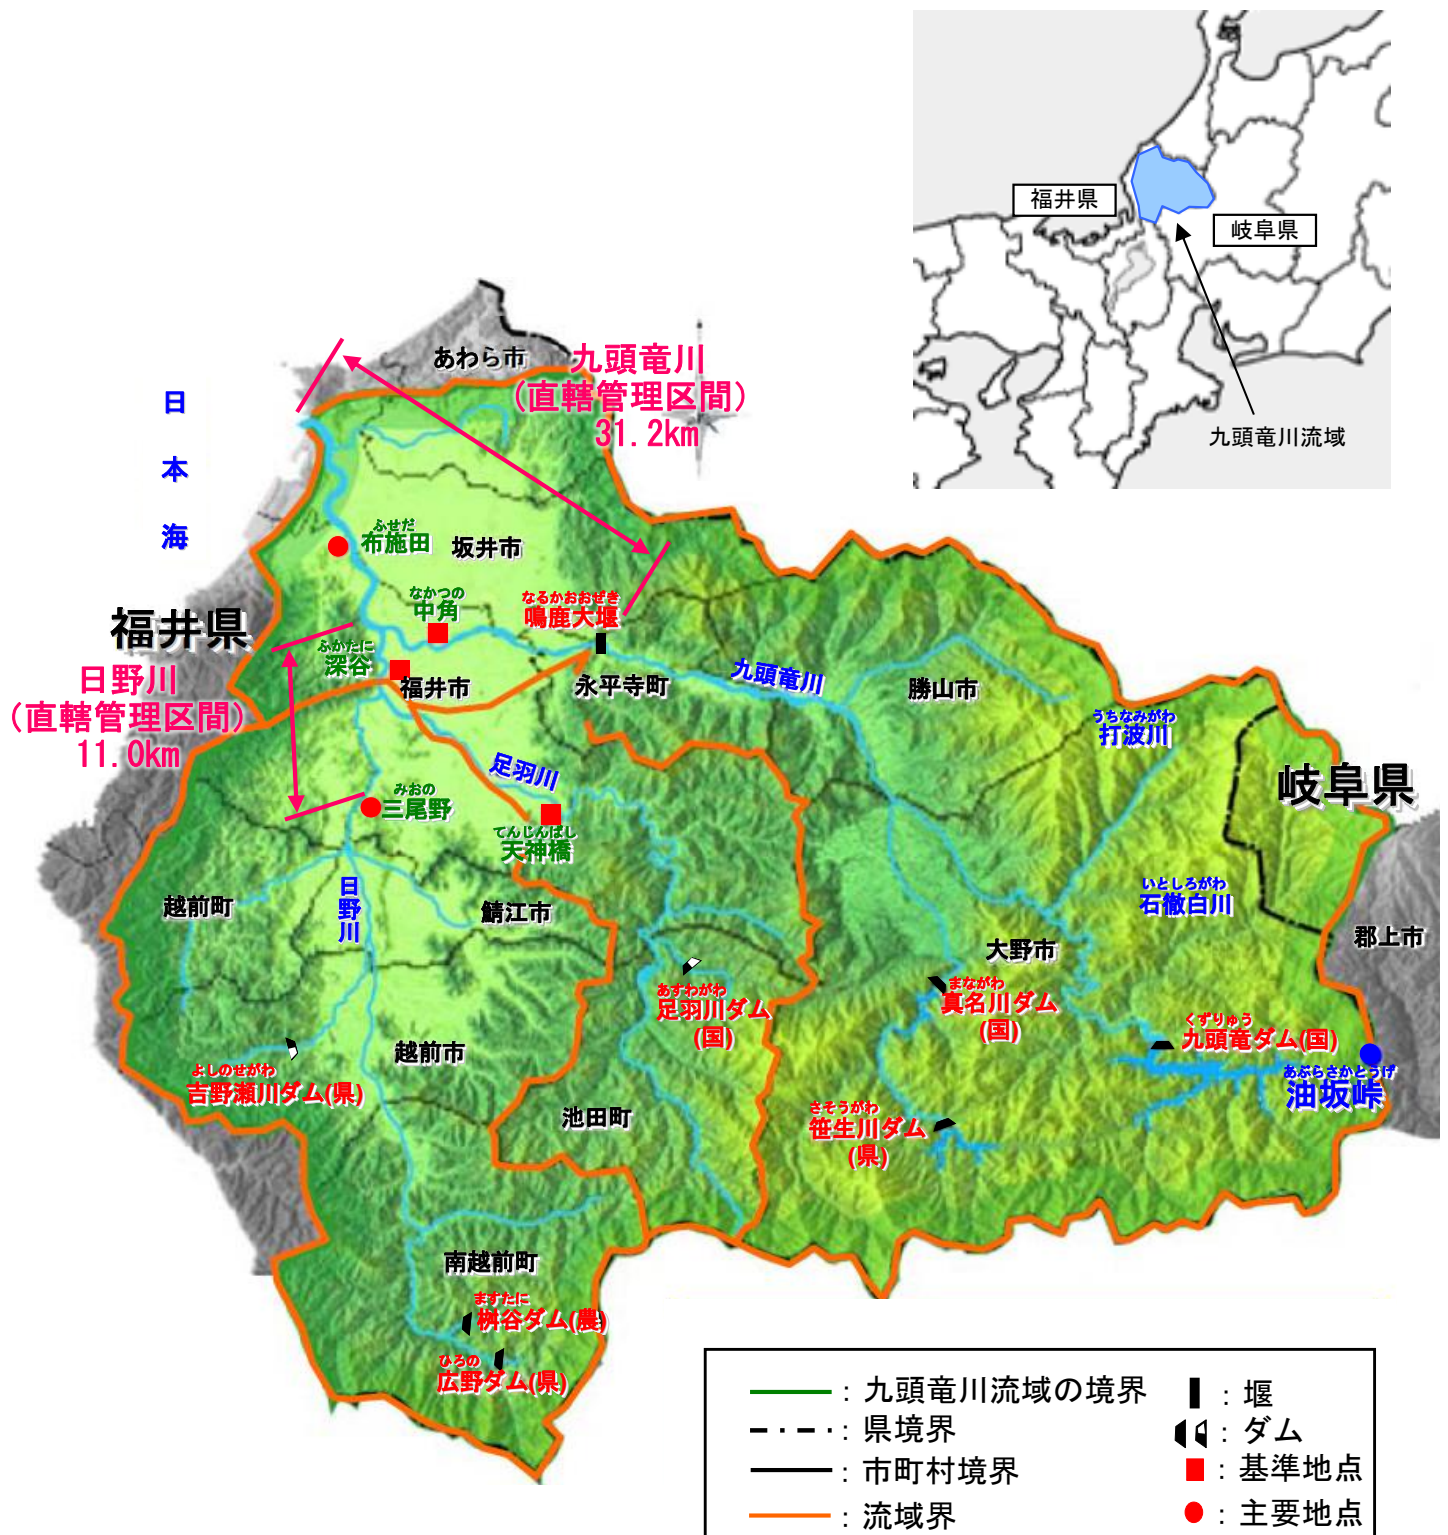 福井県
岐阜県
九頭竜川流域
あわら市
九頭竜川
(直轄管理区間)
31.2km
日本海
ふせだ
布施田
坂井市
なかつの
中角
なるかおおぜき
鳴鹿大堰
福井県
ふかたに
深谷
福井市
永平寺町
九頭竜川
勝山市
日野川
(直轄管理区間)
11.0km
うちなみがわ
打波川
足羽川
岐阜県
みおの
三尾野
てんじんばし
天神橋
日野川
越前町
鯖江市
いとしろがわ
石徹白川
郡上市
大野市
あすわがわ
足羽川ダム
(国)
まながわ
真名川ダム
(国)
くずりゅう
九頭竜ダム(国)
越前市
よしのせがわ
吉野瀬川ダム(県)
あぶらさかとうげ
油坂峠
池田町
さそうがわ
笹生川ダム
(県)
南越前町
ますたに
桝谷ダム(農)
ひろの
広野ダム(県)
：九頭竜川流域の境界
：堰
：県境界
：ダム
：市町村境界
：基準地点
：流域界
：主要地点